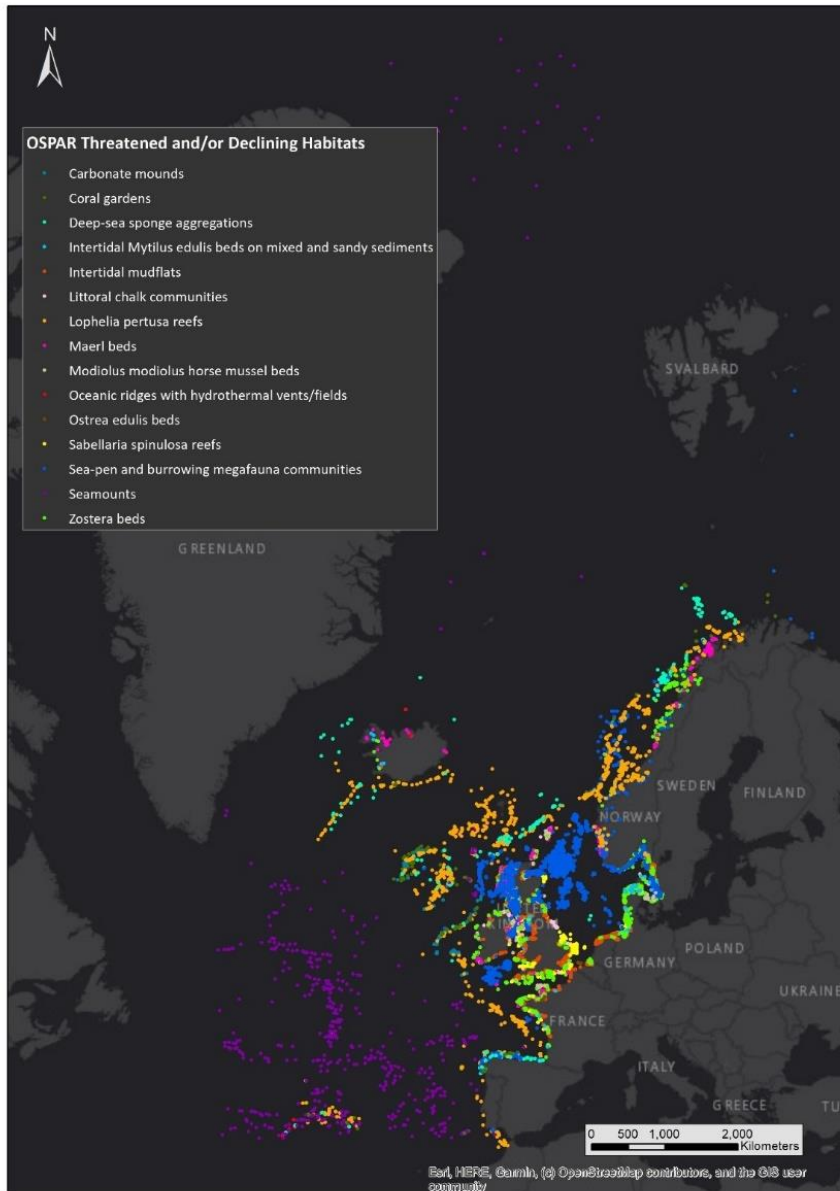 N
OSPAR Threatened and/or Declining Habitats
Carbonate mounds
Coral gardens
Deep-sea sponge aggregations
Intertidal Mytilus edulis beds on mixed and sandy sediments
Intertidal mudflats
Littoral chalk communities
Lophelia pertusa reefs
Maerl beds
Modiolus modiolus horse mussel beds
Oceanic ridges with hydrothermal vents/fields
Ostrea edulis beds
Sabellaria spinulosa reefs
Sea-pen and burrowing megafauna communities
Seamounts
Zostera beds
SVALBARD
GREENLAND
SWEDEN
FINLAND
NORWAY
KINGDOM
POLAND
GERMANY
UKRAINE
FRANCE
ITALY
GREECE
TU
0 500 1,000 2,000
Kilometers
Esri, HERE, Garmin, (c) OpenStreetMap contributors, and the GIS user
community